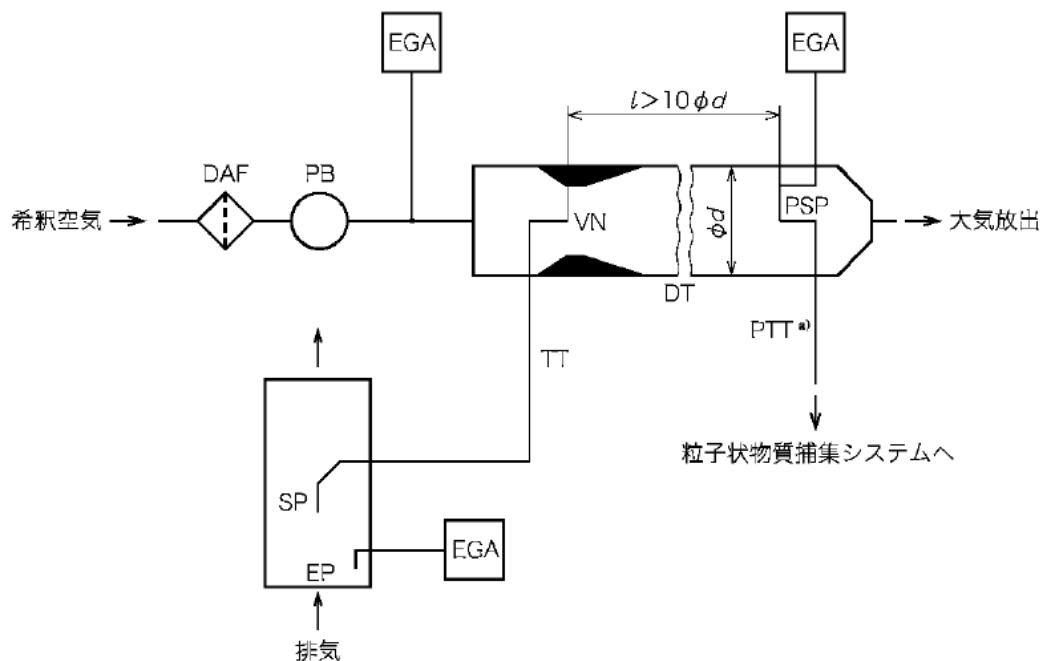 EGA
EGA
l>10φd
DAF
PB
希釈空気
VN
φd
PSP
大気放出
DT
PTT a)
TT
粒子状物質捕集システムへ
SP
EGA
EP
排気